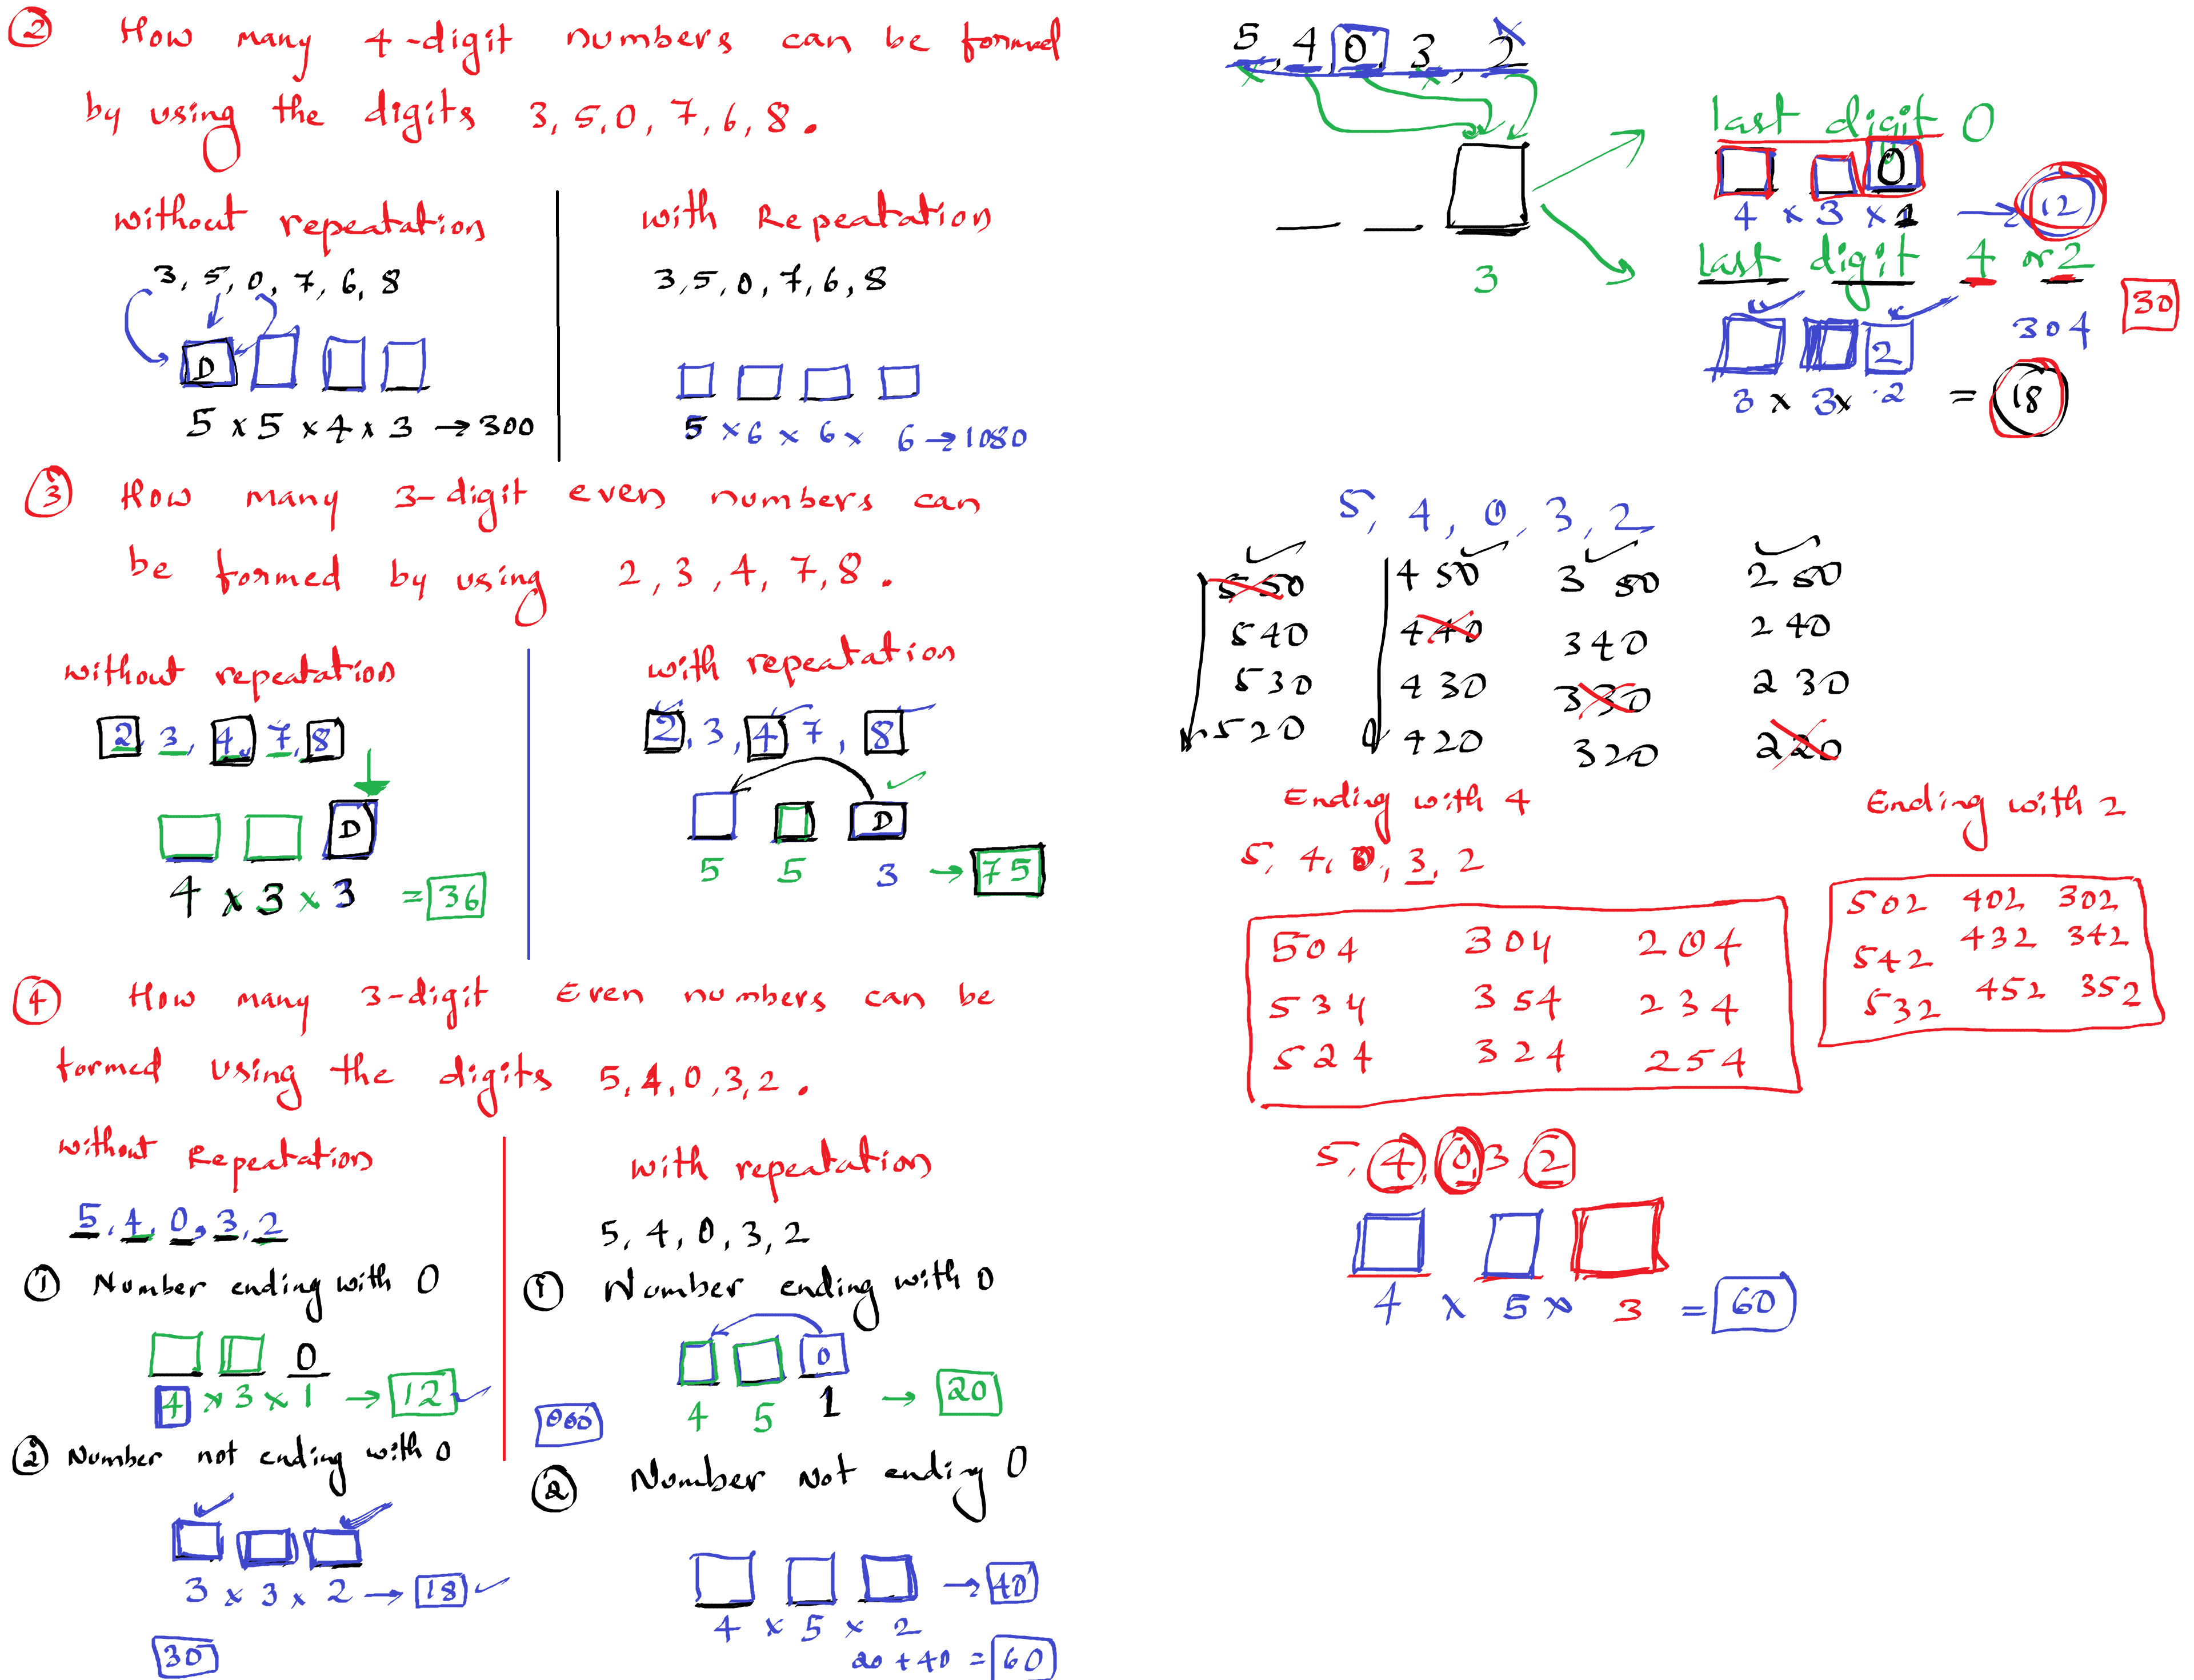 ② How many 4-digit numbers can be formed
by using the digits 3, 5, 0, 7, 6, 8.
without repeatation
3, 5, 0, 7, 6, 8
D
5 x 5 x 4 x 3 → 300
with Repeatation
3, 5, 0, 7, 6, 8
5 x 6 x 6 x 6 → 1080
③ How many 3-digit even numbers can
be formed by using 2, 3, 4, 7, 8.
without repeatation
2, 3, 4, 7, 8
D
4 x 3 x 3 = 36
with repeatation
2, 3, 4, 7, 8
D
5 5 3 → 75
④ How many 3-digit Even numbers can be
formed using the digits 5, 4, 0, 3, 2.
without Repeatation
5, 4, 0, 3, 2
① Number ending with 0
0
4 x 3 x 1 → 12
② Number not ending with 0
3 x 3 x 2 → 18
30
with repeatation
5, 4, 0, 3, 2
① Number ending with 0
0
4 5 1 → 20
000
② Number Not ending 0
→ 40
4 x 5 x 2
20 + 40 = 60
5, 4, 0, 3, 2
3
last digit 0
0
4 x 3 x 1 → 12
last digit 4 or 2
30
304
2
3 x 3 x 2 = 18
5, 4, 0, 3, 2
550 450 350 250
540 440 340 240
530 430 330 230
520 420 320 220
Ending with 4
5, 4, 0, 3, 2
504 304 204
534 354 234
524 324 254
Ending with 2
502 402 302
542 432 342
532 452 352
5, 4, 0, 3, 2
4 x 5 x 3 = 60